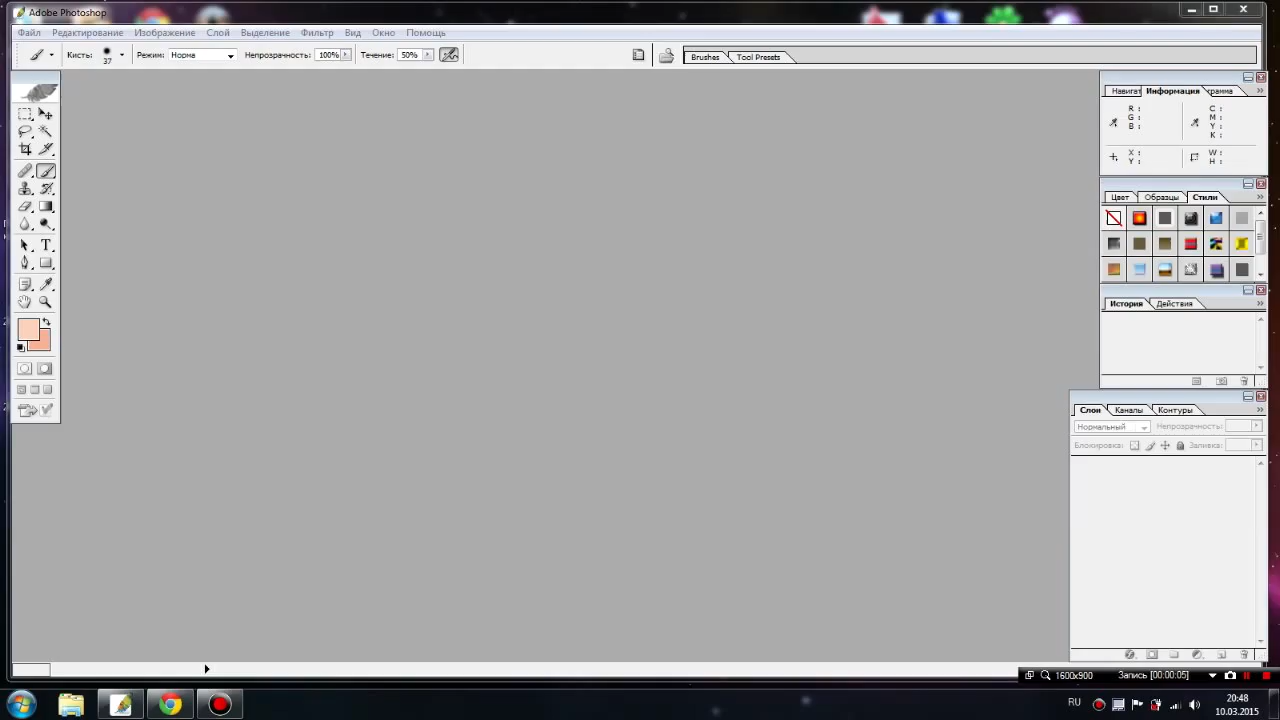 Adobe Photoshop
Файл Редактирование Изображение Слой Выделение Фильтр Вид Окно Помощь
Кисть: 37 Режим: Норма Непрозрачность: 100% Течение: 50% Brushes Tool Presets
Навигат Информация грамма
R: C:
G: M:
B: Y:
K:
X: W:
Y: H:
Цвет Образцы Стили
История Действия
Слои Каналы Контуры
Нормальный Непрозрачность:
Блокировка: Заливка:
1600x900 Запись [00:00:05]
RU 20:48
10.03.2015